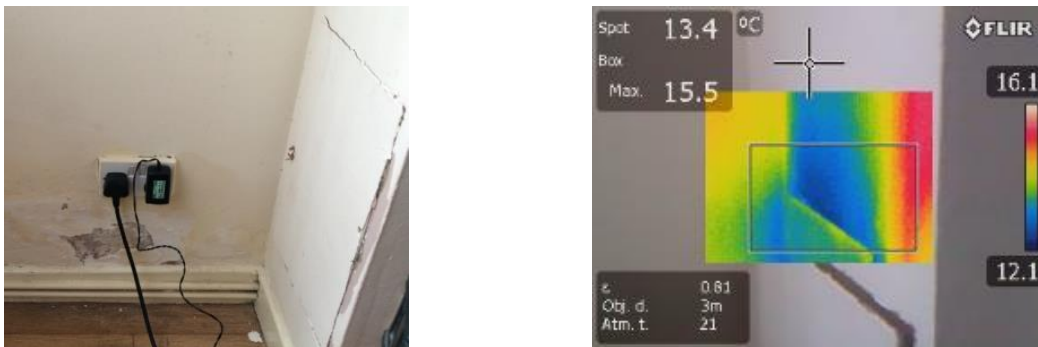 Spot 13.4 °C
Box
Max. 15.5
FLIR
16.1
12.1
ε 0.81
Obj. d. 3m
Atm. t. 21